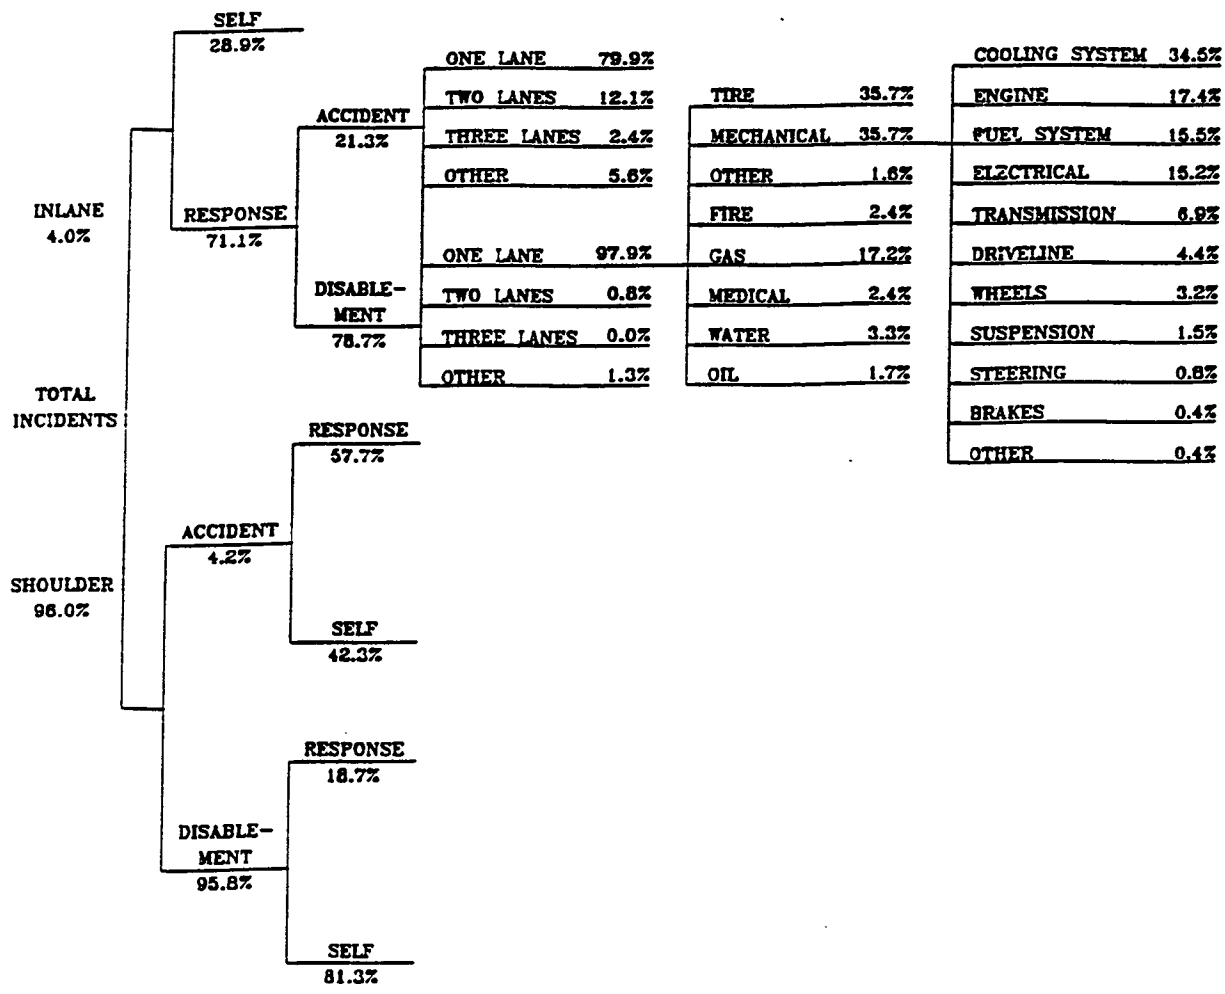 SELF
28.9%
INLANE
4.0%
RESPONSE
71.1%
ACCIDENT
21.3%
ONE LANE 79.9%
TWO LANES 12.1%
THREE LANES 2.4%
OTHER 5.6%
DISABLE-
MENT
78.7%
ONE LANE 97.9%
TWO LANES 0.8%
THREE LANES 0.0%
OTHER 1.3%
TIRE 35.7%
MECHANICAL 35.7%
OTHER 1.6%
FIRE 2.4%
GAS 17.2%
MEDICAL 2.4%
WATER 3.3%
OIL 1.7%
COOLING SYSTEM 34.5%
ENGINE 17.4%
FUEL SYSTEM 15.5%
ELECTRICAL 15.2%
TRANSMISSION 6.9%
DRIVELINE 4.4%
WHEELS 3.2%
SUSPENSION 1.5%
STEERING 0.8%
BRAKES 0.4%
OTHER 0.4%
TOTAL
INCIDENTS
SHOULDER
96.0%
ACCIDENT
4.2%
RESPONSE
57.7%
SELF
42.3%
DISABLE-
MENT
95.8%
RESPONSE
18.7%
SELF
81.3%